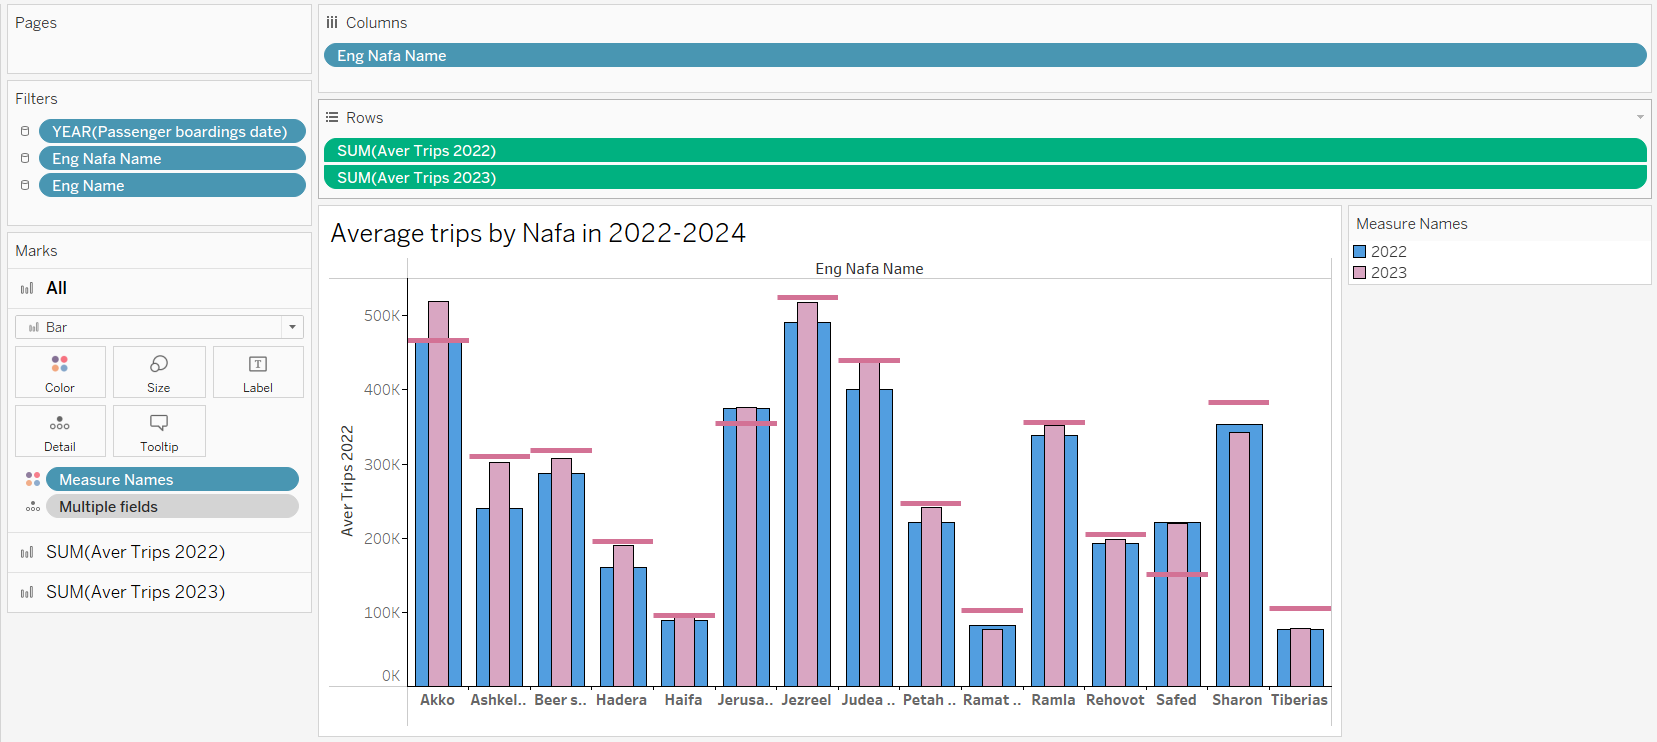 Pages
Filters
YEAR(Passenger boardings date)
Eng Nafa Name
Eng Name
Marks
All
Bar
Color
Size
Label
Detail
Tooltip
Measure Names
Multiple fields
SUM(Aver Trips 2022)
SUM(Aver Trips 2023)
Columns
Eng Nafa Name
Rows
SUM(Aver Trips 2022)
SUM(Aver Trips 2023)
Average trips by Nafa in 2022-2024
Eng Nafa Name
Aver Trips 2022
500K
400K
300K
200K
100K
0K
Akko Ashkel.. Beer s.. Hadera Haifa Jerusa.. Jezreel Judea .. Petah .. Ramat .. Ramla Rehovot Safed Sharon Tiberias
Measure Names
2022
2023